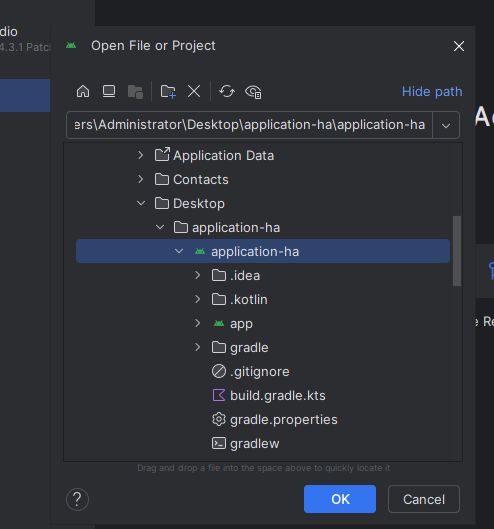 dio
4.3.1 Patc
Open File or Project
Hide path
ers\Administrator\Desktop\application-ha\application-ha
Application Data
Contacts
Desktop
application-ha
application-ha
.idea
.kotlin
app
gradle
.gitignore
build.gradle.kts
gradle.properties
gradlew
Drag and drop a file into the space above to quickly locate it
?
OK
Cancel
A
e Re